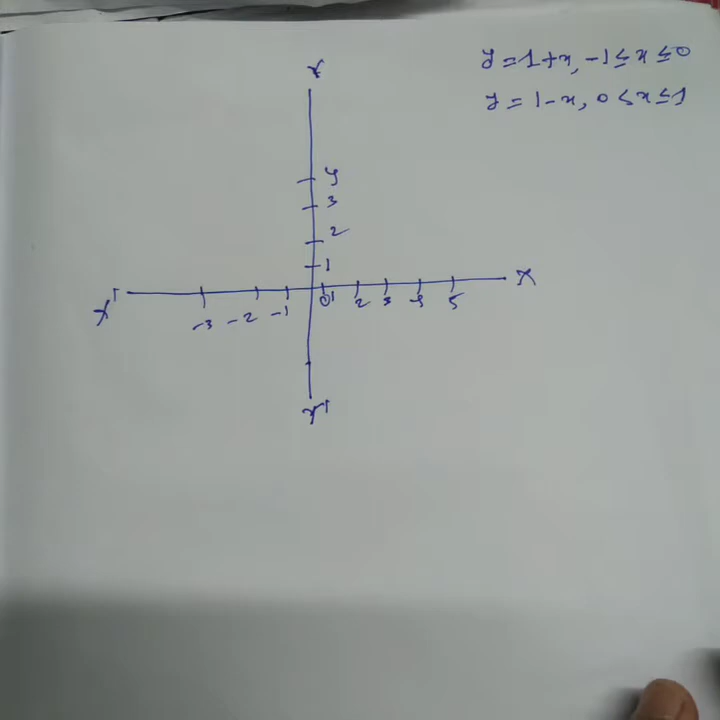 y = 1+x, -1 ≤ x ≤ 0
y = 1-x, 0 < x ≤ 1
Y
4
3
2
1
X' -3 -2 -1 0 1 2 3 4 5 X
Y'